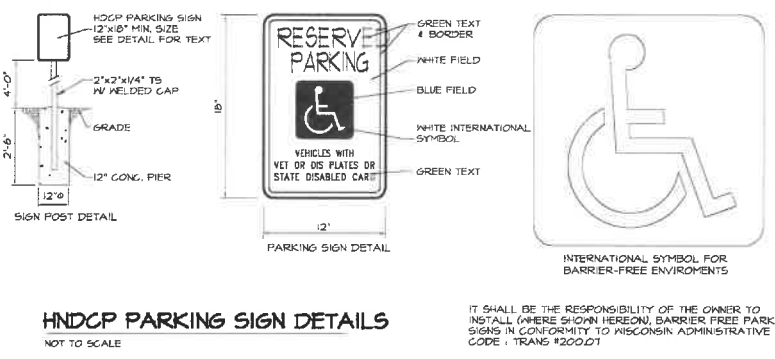 HDCP PARKING SIGN
12"x18" MIN. SIZE
SEE DETAIL FOR TEXT
4'-0"
2"x2"x1/4" TS
W/ WELDED CAP
GRADE
2'-6"
12" CONC. PIER
12"Ø
SIGN POST DETAIL
18"
RESERVED
PARKING
VEHICLES WITH
VET OR DIS PLATES OR
STATE DISABLED CARD
GREEN TEXT
& BORDER
WHITE FIELD
BLUE FIELD
WHITE INTERNATIONAL
SYMBOL
GREEN TEXT
12'
PARKING SIGN DETAIL
INTERNATIONAL SYMBOL FOR
BARRIER-FREE ENVIROMENTS
HNDCP PARKING SIGN DETAILS
NOT TO SCALE
IT SHALL BE THE RESPONSIBILITY OF THE OWNER TO
INSTALL (WHERE SHOWN HEREON), BARRIER FREE PARK
SIGNS IN CONFORMITY TO WISCONSIN ADMINISTRATIVE
CODE : TRANS #200.07